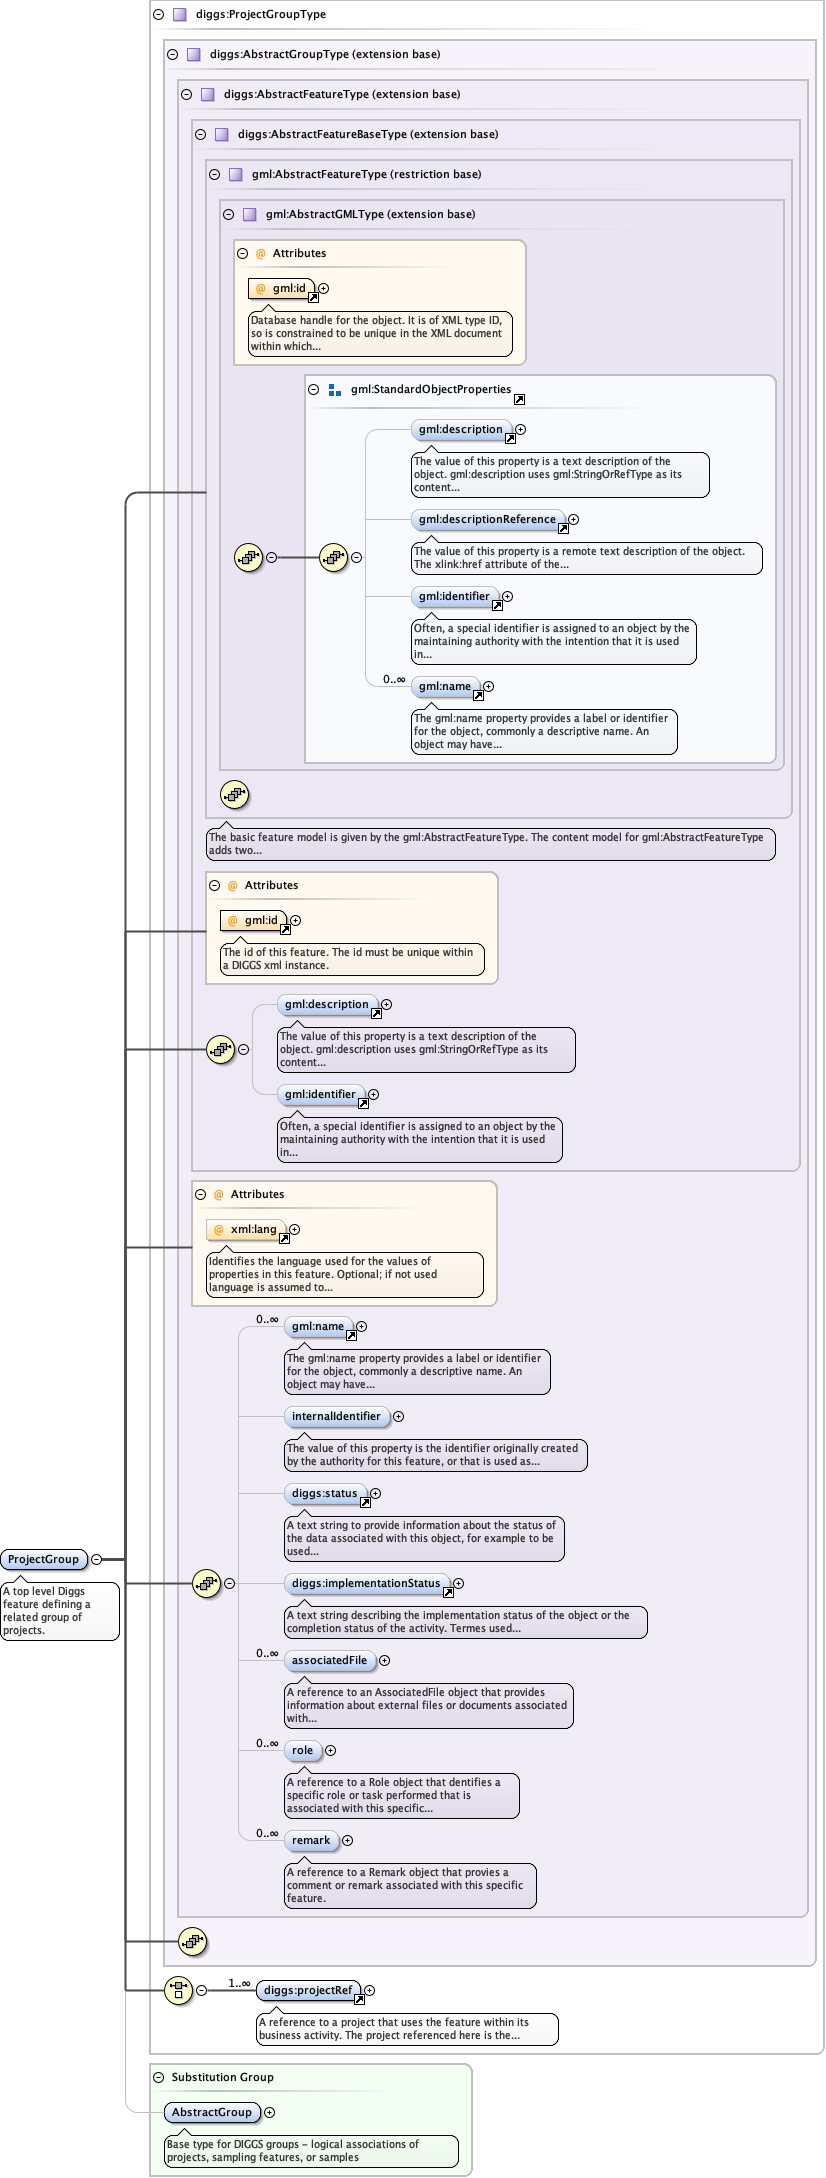 diggs:ProjectGroupType
diggs:AbstractGroupType (extension base)
diggs:AbstractFeatureType (extension base)
diggs:AbstractFeatureBaseType (extension base)
gml:AbstractFeatureType (restriction base)
gml:AbstractGMLType (extension base)
@ Attributes
@ gml:id
Database handle for the object. It is of XML type ID,
so is constrained to be unique in the XML document
within which...
gml:StandardObjectProperties
gml:description
The value of this property is a text description of the
object. gml:description uses gml:StringOrRefType as its
content...
gml:descriptionReference
The value of this property is a remote text description of the object.
The xlink:href attribute of the...
gml:identifier
Often, a special identifier is assigned to an object by the
maintaining authority with the intention that it is used
in...
0..∞
gml:name
The gml:name property provides a label or identifier
for the object, commonly a descriptive name. An
object may have...
The basic feature model is given by the gml:AbstractFeatureType. The content model for gml:AbstractFeatureType
adds two...
@ Attributes
@ gml:id
The id of this feature. The id must be unique within
a DIGGS xml instance.
gml:description
The value of this property is a text description of the
object. gml:description uses gml:StringOrRefType as its
content...
gml:identifier
Often, a special identifier is assigned to an object by the
maintaining authority with the intention that it is used
in...
@ Attributes
@ xml:lang
Identifies the language used for the values of
properties in this feature. Optional; if not used
language is assumed to...
0..∞
gml:name
The gml:name property provides a label or identifier
for the object, commonly a descriptive name. An
object may have...
internalIdentifier
The value of this property is the identifier originally created
by the authority for this feature, or that is used as...
diggs:status
A text string to provide information about the status of
the data associated with this object, for example to be
used...
ProjectGroup
A top level Diggs
feature defining a
related group of
projects.
diggs:implementationStatus
A text string describing the implementation status of the object or the
completion status of the activity. Termes used...
0..∞
associatedFile
A reference to an AssociatedFile object that provides
information about external files or documents associated
with...
0..∞
role
A reference to a Role object that dentifies a
specific role or task performed that is
associated with this specific...
0..∞
remark
A reference to a Remark object that provies a
comment or remark associated with this specific
feature.
1..∞
diggs:projectRef
A reference to a project that uses the feature within its
business activity. The project referenced here is the...
Substitution Group
AbstractGroup
Base type for DIGGS groups - logical associations of
projects, sampling features, or samples